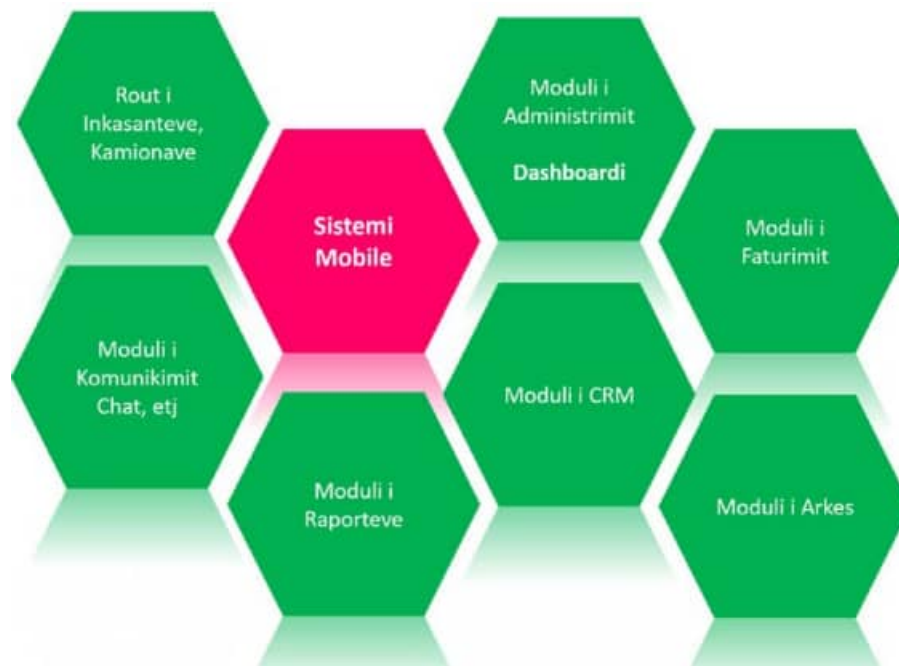 Rout i
Inkasanteve,
Kamionave
Sistemi
Mobile
Moduli i
Administrimit
Dashboardi
Moduli i
Faturimit
Moduli i
Komunikimit
Chat, etj
Moduli i
Raporteve
Moduli i CRM
Moduli i Arkes